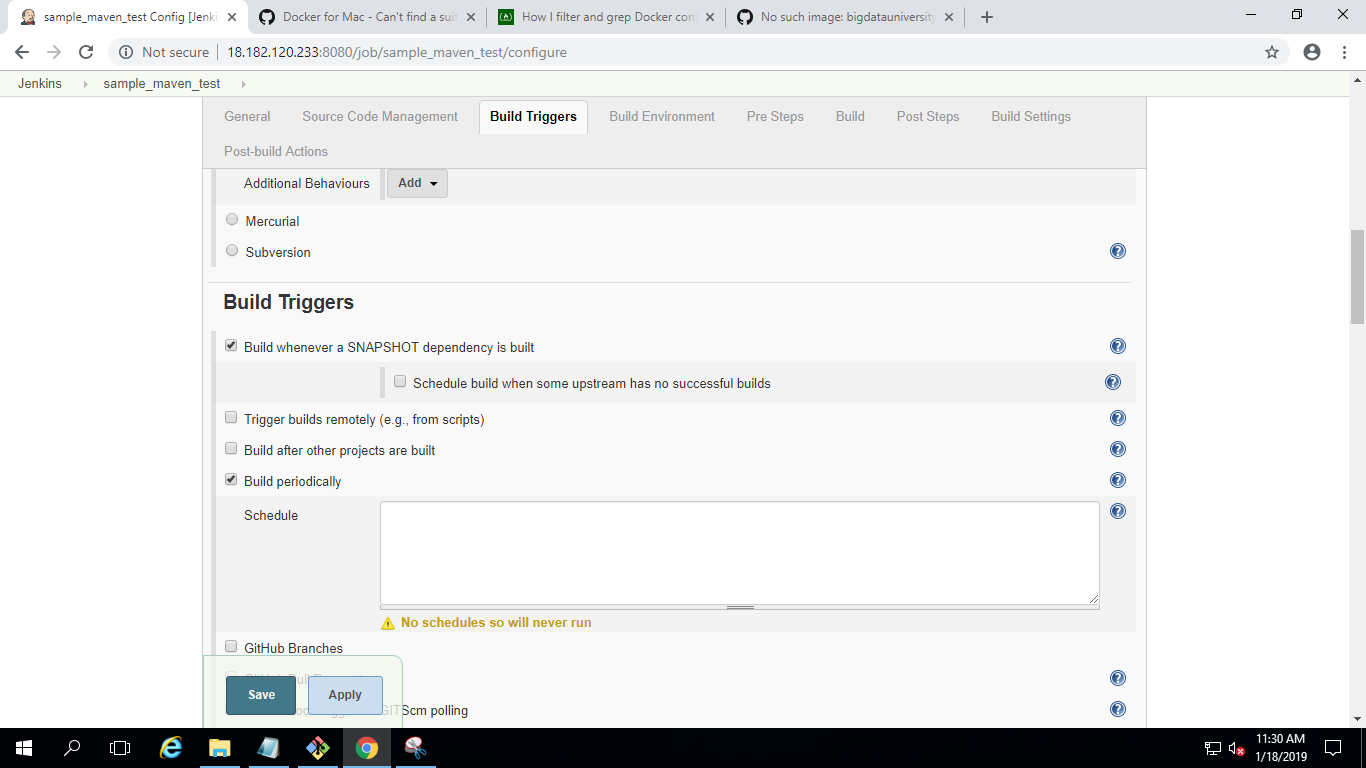 sample_maven_test Config [Jenki
Docker for Mac - Can't find a suit
How I filter and grep Docker con
No such image: bigdatauniversity
Not secure | 18.182.120.233:8080/job/sample_maven_test/configure
Jenkins
sample_maven_test
General
Source Code Management
Build Triggers
Build Environment
Pre Steps
Build
Post Steps
Build Settings
Post-build Actions
Additional Behaviours
Add
Mercurial
Subversion
Build Triggers
Build whenever a SNAPSHOT dependency is built
Schedule build when some upstream has no successful builds
Trigger builds remotely (e.g., from scripts)
Build after other projects are built
Build periodically
Schedule
No schedules so will never run
GitHub Branches
Save
Apply
GITScm polling
11:30 AM
1/18/2019